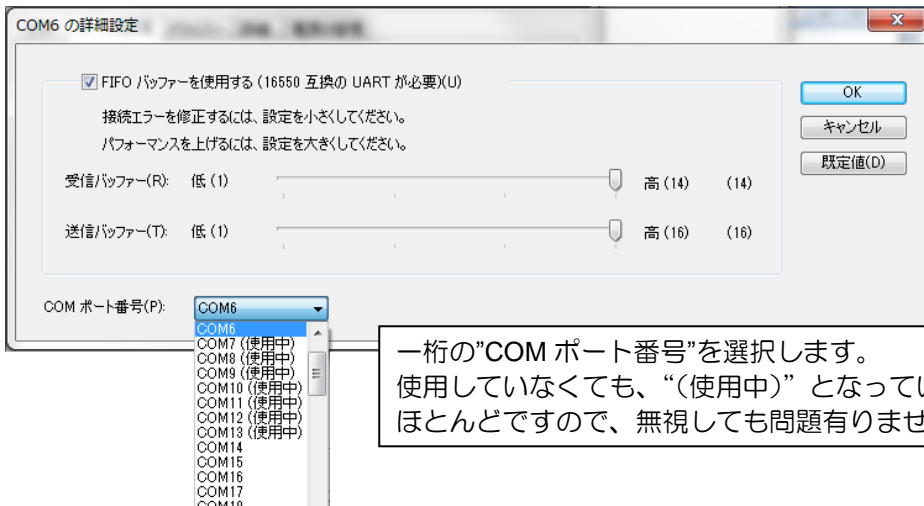 COM6 の詳細設定
FIFO バッファーを使用する (16550 互換の UART が必要)(U)
接続エラーを修正するには、設定を小さくしてください。
パフォーマンスを上げるには、設定を大きくしてください。
受信バッファー(R): 低 (1) 高 (14) (14)
送信バッファー(T): 低 (1) 高 (16) (16)
OK
キャンセル
既定値(D)
COM ポート番号(P): COM6
COM6
COM7 (使用中)
COM8 (使用中)
COM9 (使用中)
COM10 (使用中)
COM11 (使用中)
COM12 (使用中)
COM13 (使用中)
COM14
COM15
COM16
COM17
COM18
一桁の”COM ポート番号”を選択します。
使用していなくても、“(使用中)” となってい
ほとんどですので、無視しても問題有りませ